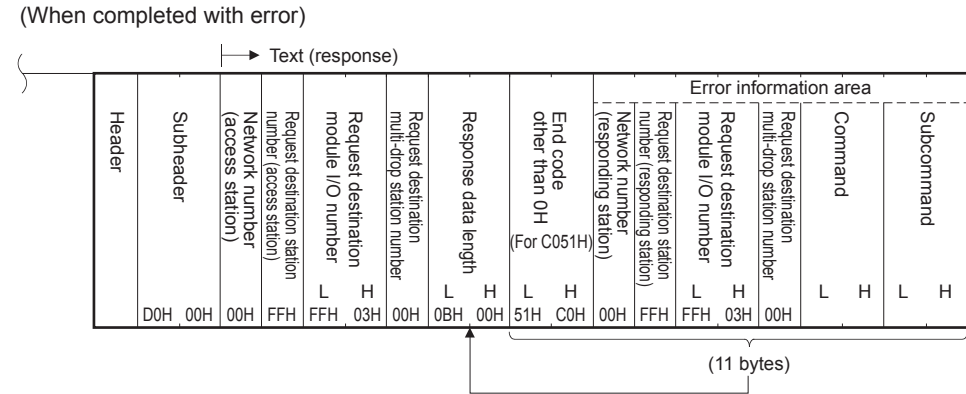 (When completed with error)
Text (response)
Error information area
Header
Subheader
Network number
(access station)
Request destination station
number (access station)
Request destination
module I/O number
Request destination
multi-drop station number
Response data length
End code
other than 0H
(For C051H)
Network number
(responding station)
Request destination station
number (responding station)
Request destination
module I/O number
Request destination
multi-drop station number
Command
Subcommand
L H L H L H L H L H L H
D0H 00H 00H FFH FFH 03H 00H 0BH 00H 51H C0H 00H FFH FFH 03H 00H
(11 bytes)